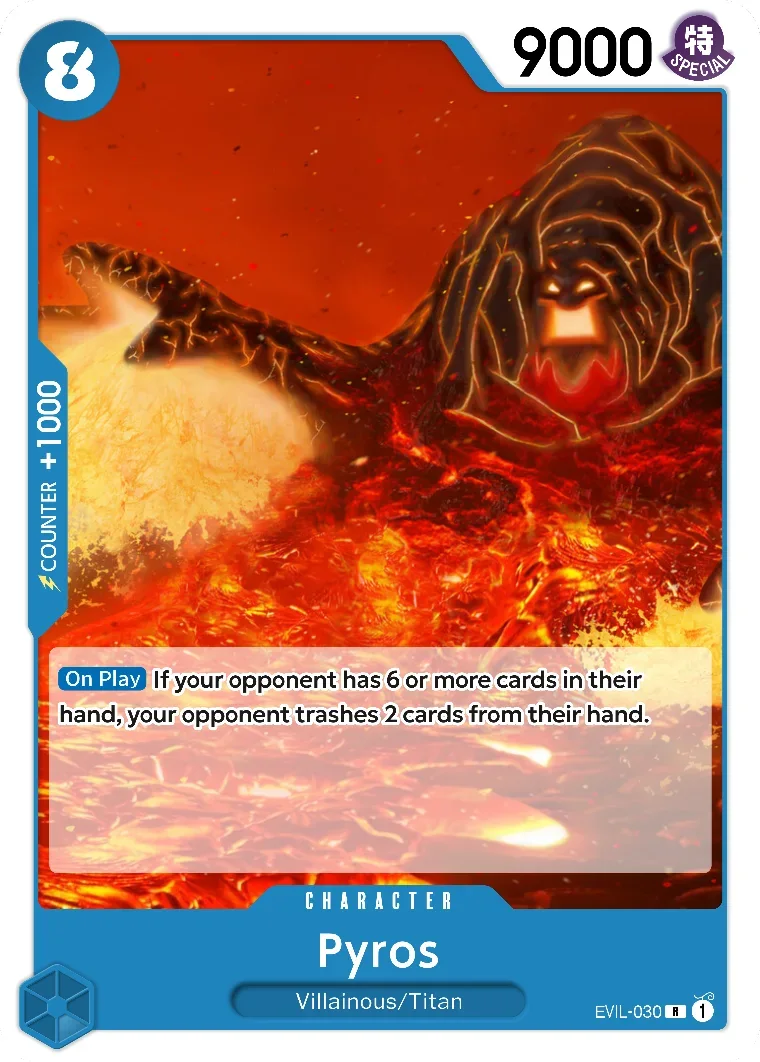 8
9000
特
SPECIAL
COUNTER +1000
On Play If your opponent has 6 or more cards in their
hand, your opponent trashes 2 cards from their hand.
CHARACTER
Pyros
Villainous/Titan
EVIL-030 R 1